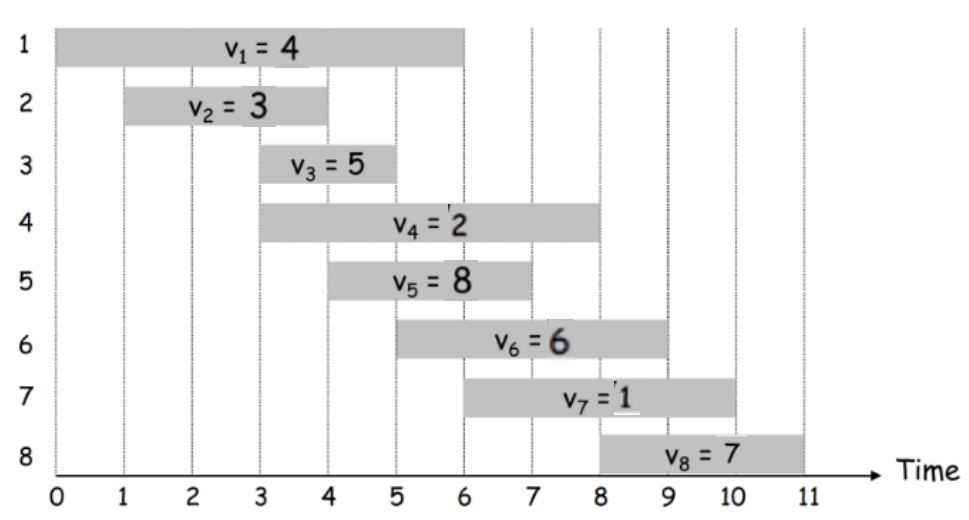 1 v₁ = 4
2 v₂ = 3
3 v₃ = 5
4 v₄ = 2
5 v₅ = 8
6 v₆ = 6
7 v₇ = 1
8 v₈ = 7
Time
0 1 2 3 4 5 6 7 8 9 10 11